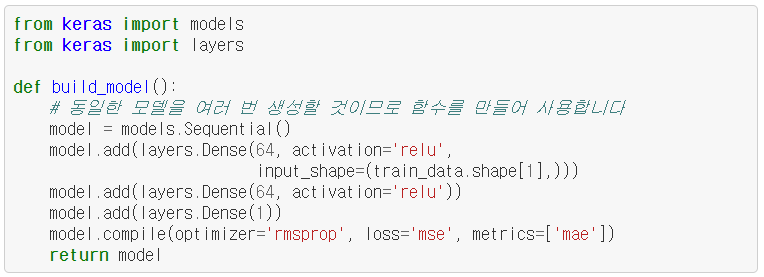 from keras import models
from keras import layers

def build_model():
    # 동일한 모델을 여러 번 생성할 것이므로 함수를 만들어 사용합니다
    model = models.Sequential()
    model.add(layers.Dense(64, activation='relu',
                           input_shape=(train_data.shape[1],)))
    model.add(layers.Dense(64, activation='relu'))
    model.add(layers.Dense(1))
    model.compile(optimizer='rmsprop', loss='mse', metrics=['mae'])
    return model